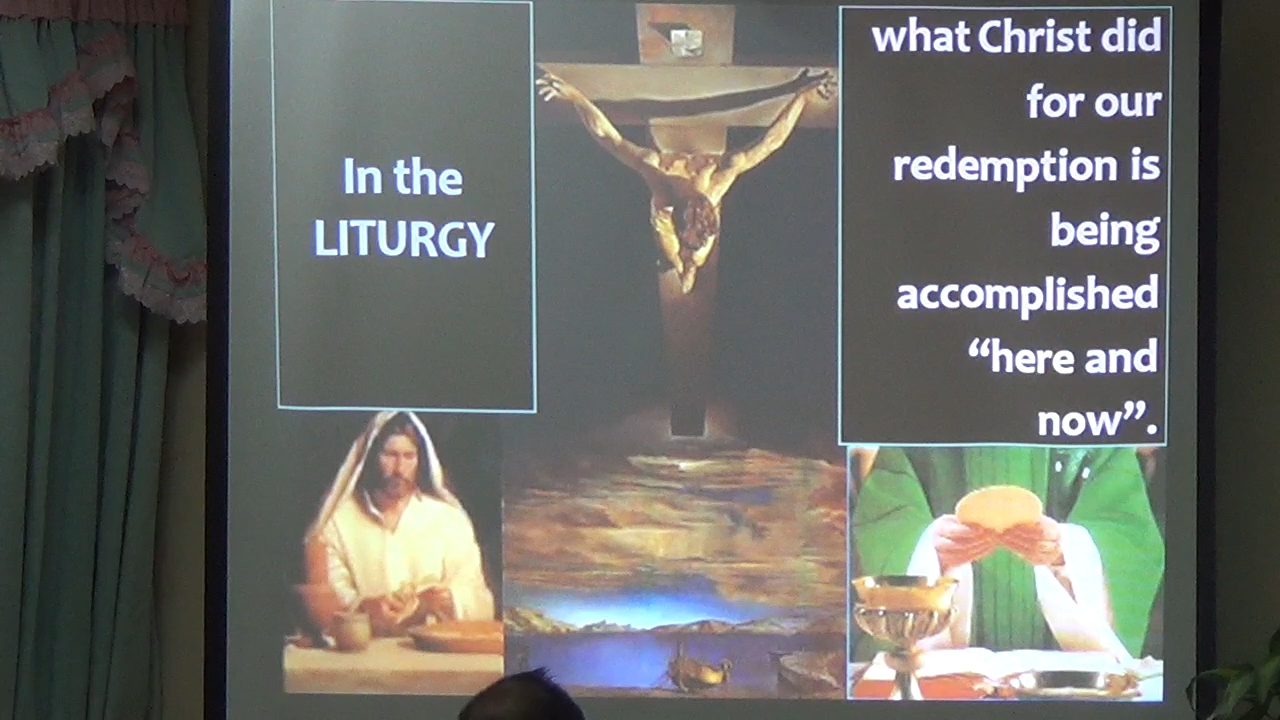 In the
LITURGY
what Christ did
for our
redemption is
being
accomplished
“here and
now”.